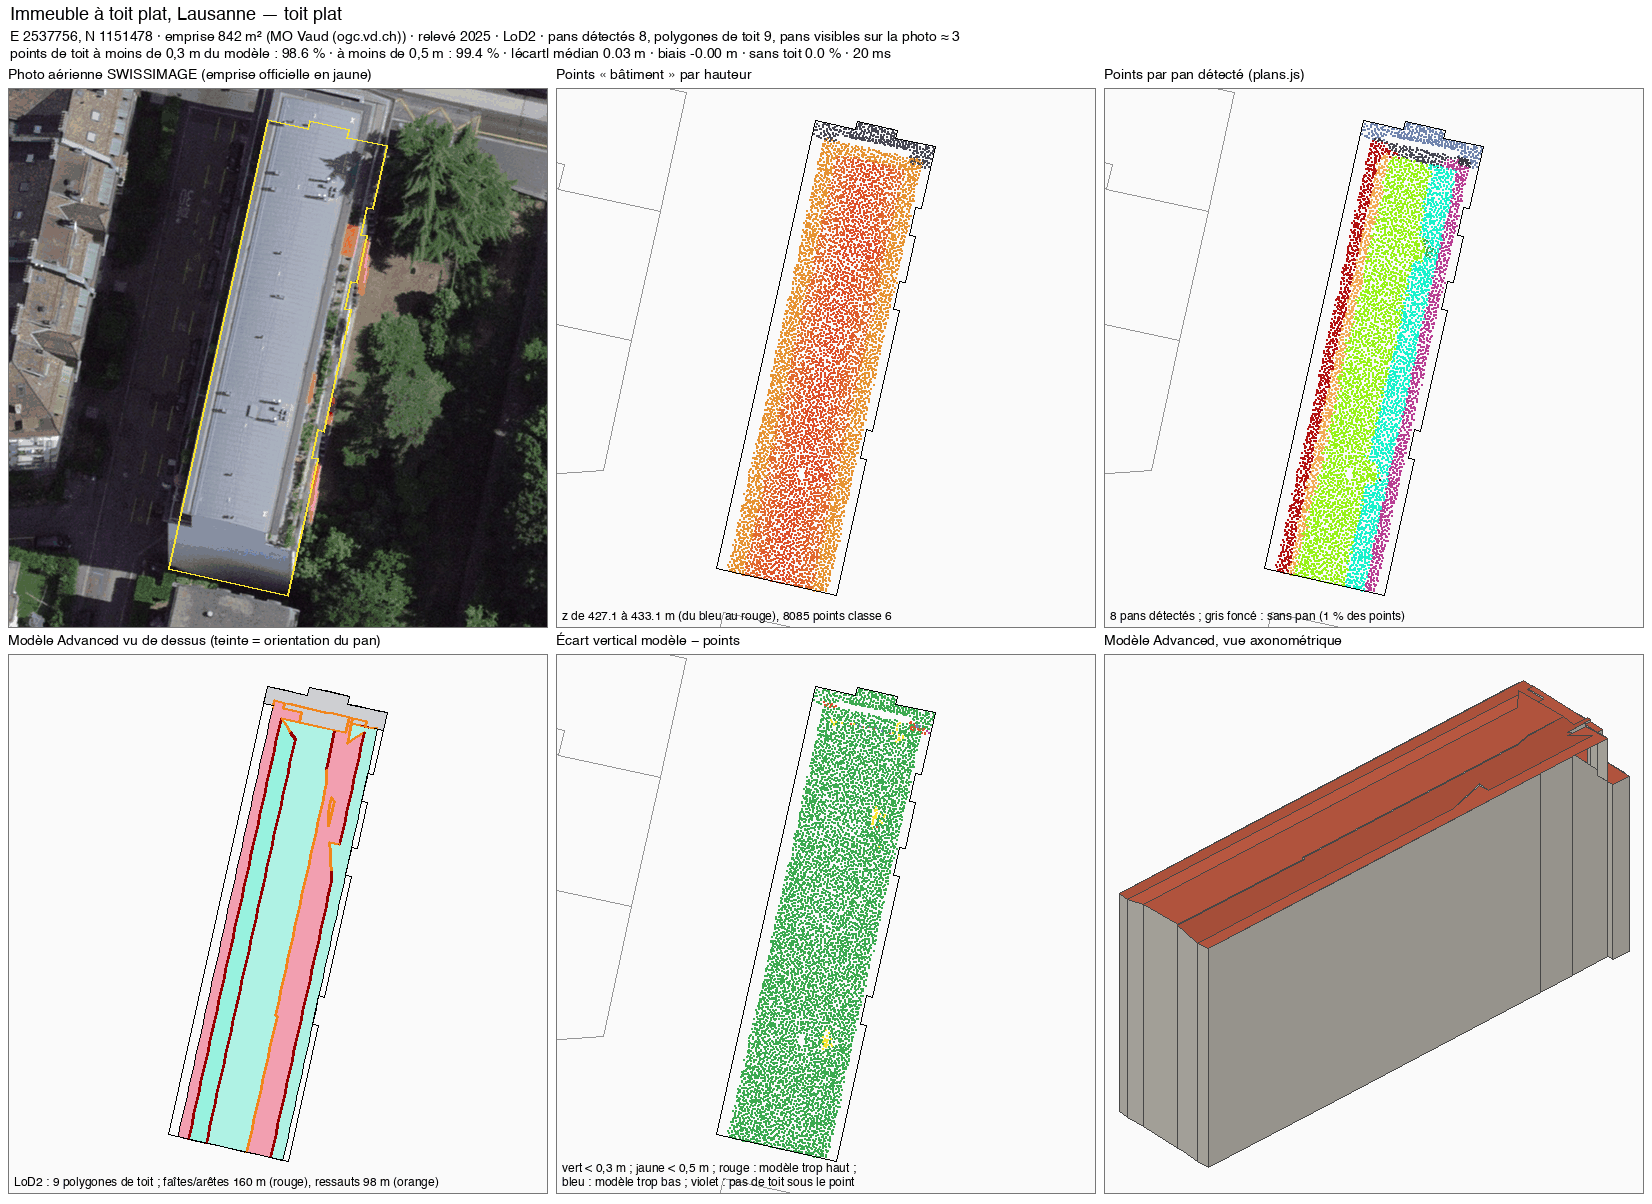 Immeuble à toit plat, Lausanne — toit plat
E 2537756, N 1151478 · emprise 842 m² (MO Vaud (ogc.vd.ch)) · relevé 2025 · LoD2 · pans détectés 8, polygones de toit 9, pans visibles sur la photo ≈ 3
points de toit à moins de 0,3 m du modèle : 98.6 % · à moins de 0,5 m : 99.4 % · |écart| médian 0.03 m · biais -0.00 m · sans toit 0.0 % · 20 ms
Photo aérienne SWISSIMAGE (emprise officielle en jaune)
Points « bâtiment » par hauteur
Points par pan détecté (plans.js)
z de 427.1 à 433.1 m (du bleu au rouge), 8085 points classe 6
8 pans détectés ; gris foncé : sans pan (1 % des points)
Modèle Advanced vu de dessus (teinte = orientation du pan)
Écart vertical modèle − points
Modèle Advanced, vue axonométrique
LoD2 : 9 polygones de toit ; faîtes/arêtes 160 m (rouge), ressauts 98 m (orange)
vert < 0,3 m ; jaune < 0,5 m ; rouge : modèle trop haut ;
bleu : modèle trop bas ; violet : pas de toit sous le point